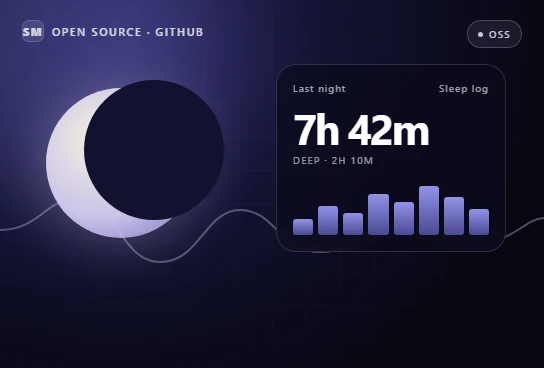 SM OPEN SOURCE · GITHUB
OSS
Last night Sleep log
7h 42m
DEEP · 2H 10M